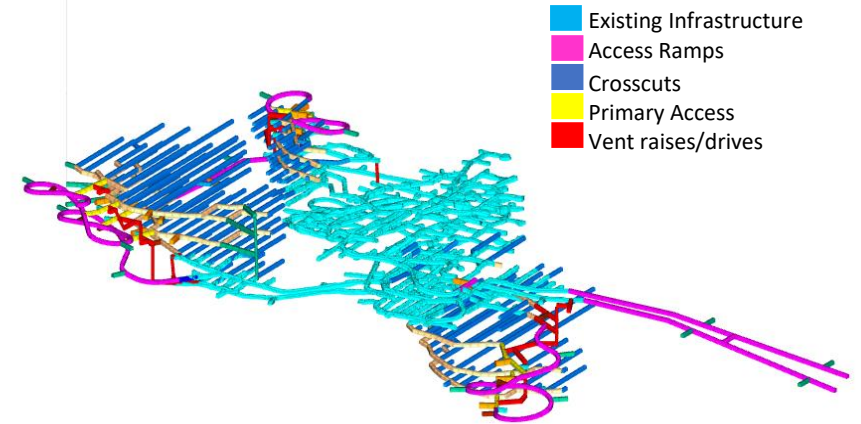 Existing Infrastructure
Access Ramps
Crosscuts
Primary Access
Vent raises/drives